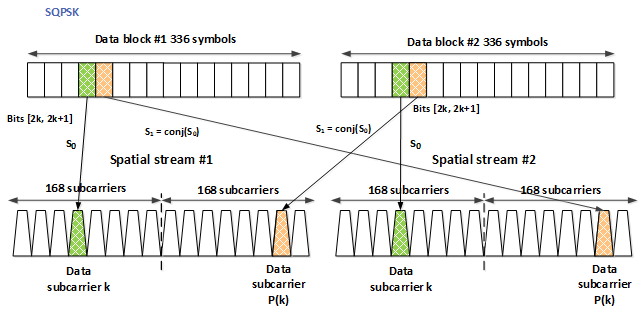 SQPSK
Data block #1 336 symbols
Data block #2 336 symbols
Bits [2k, 2k+1]
Bits [2k, 2k+1]
S₁ = conj(S₀)
S₁ = conj(S₀)
S₀
S₀
Spatial stream #1
Spatial stream #2
168 subcarriers
168 subcarriers
168 subcarriers
168 subcarriers
Data
subcarrier k
Data
subcarrier
P(k)
Data
subcarrier k
Data
subcarrier
P(k)